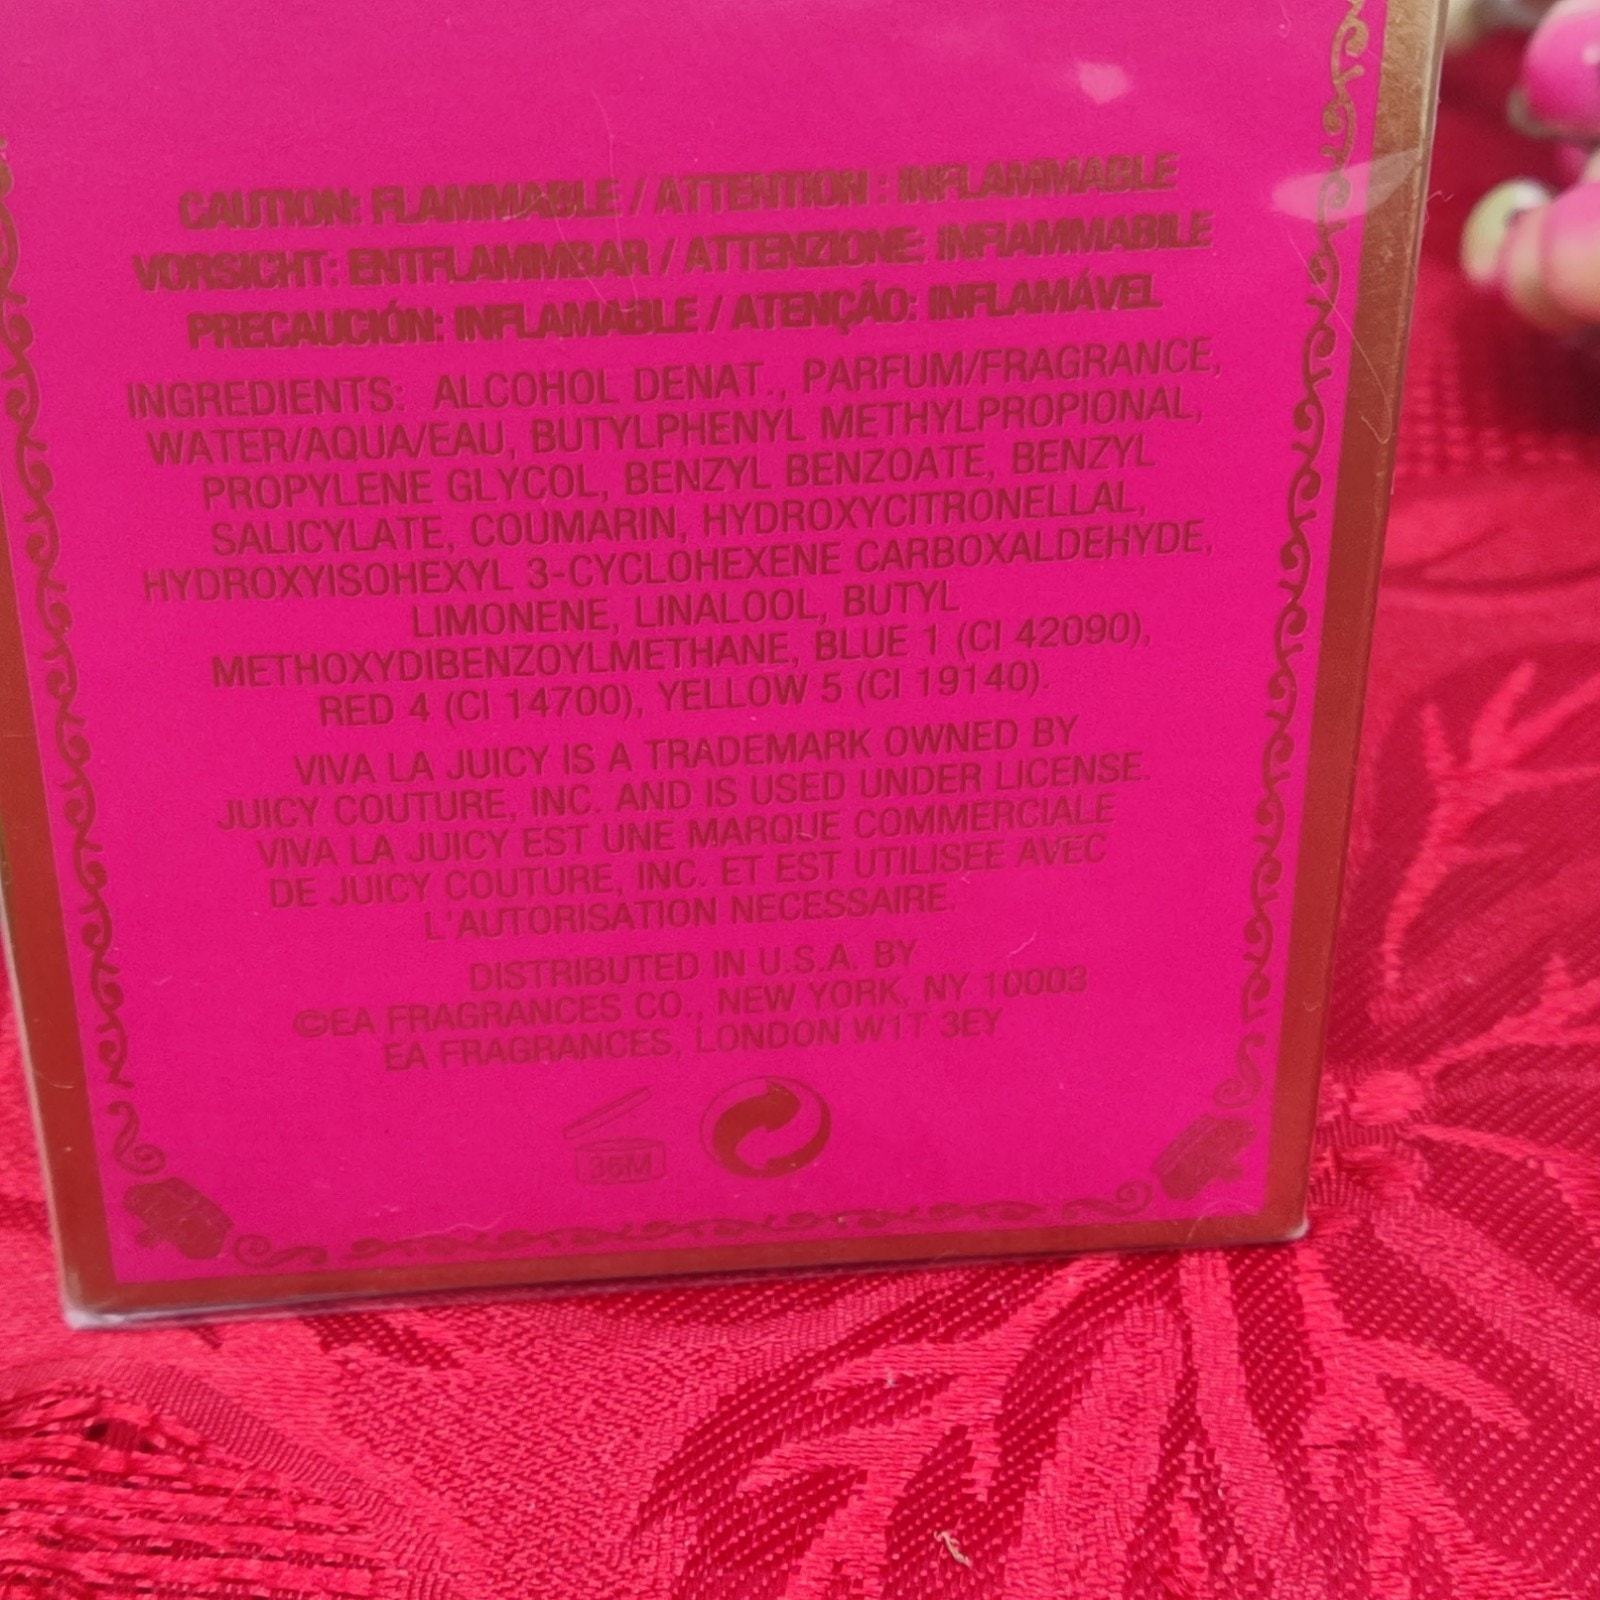 CAUTION: FLAMMABLE / ATTENTION : INFLAMMABLE
VORSICHT: ENTFLAMMBAR / ATTENZIONE: INFIAMMABILE
PRECAUCIÓN: INFLAMABLE / ATENÇÃO: INFLAMÁVEL
INGREDIENTS: ALCOHOL DENAT., PARFUM/FRAGRANCE,
WATER/AQUA/EAU, BUTYLPHENYL METHYLPROPIONAL,
PROPYLENE GLYCOL, BENZYL BENZOATE, BENZYL
SALICYLATE, COUMARIN, HYDROXYCITRONELLAL,
HYDROXYISOHEXYL 3-CYCLOHEXENE CARBOXALDEHYDE,
LIMONENE, LINALOOL, BUTYL
METHOXYDIBENZOYLMETHANE, BLUE 1 (CI 42090),
RED 4 (CI 14700), YELLOW 5 (CI 19140).
VIVA LA JUICY IS A TRADEMARK OWNED BY
JUICY COUTURE, INC. AND IS USED UNDER LICENSE.
VIVA LA JUICY EST UNE MARQUE COMMERCIALE
DE JUICY COUTURE, INC. ET EST UTILISEE AVEC
L'AUTORISATION NECESSAIRE.
DISTRIBUTED IN U.S.A. BY
©EA FRAGRANCES CO., NEW YORK, NY 10003
EA FRAGRANCES, LONDON W1T 3EY
36M